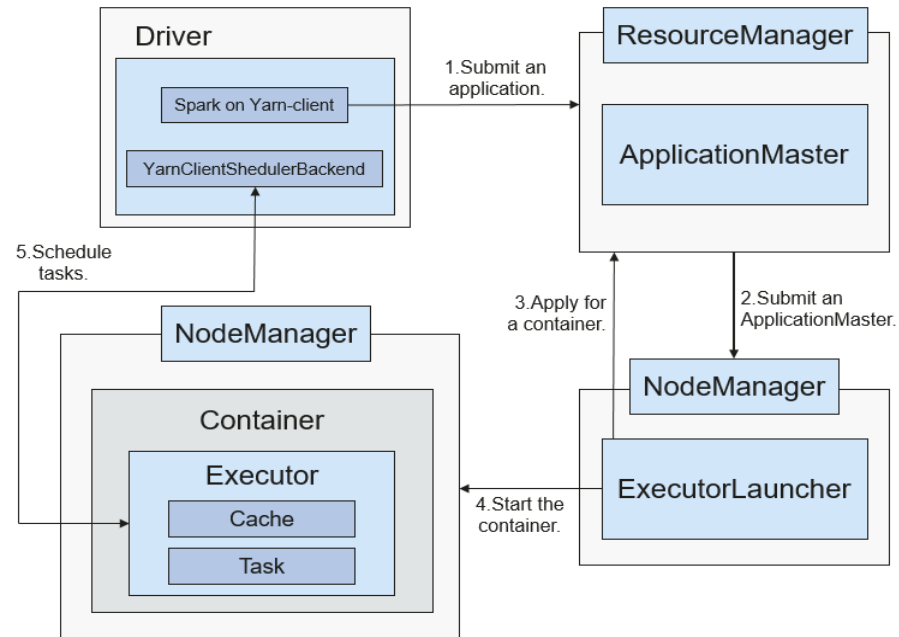 Driver
Spark on Yarn-client
YarnClientShedulerBackend
1.Submit an
application.
ResourceManager
ApplicationMaster
5.Schedule
tasks.
3.Apply for
a container.
2.Submit an
ApplicationMaster.
NodeManager
Container
Executor
Cache
Task
4.Start the
container.
NodeManager
ExecutorLauncher